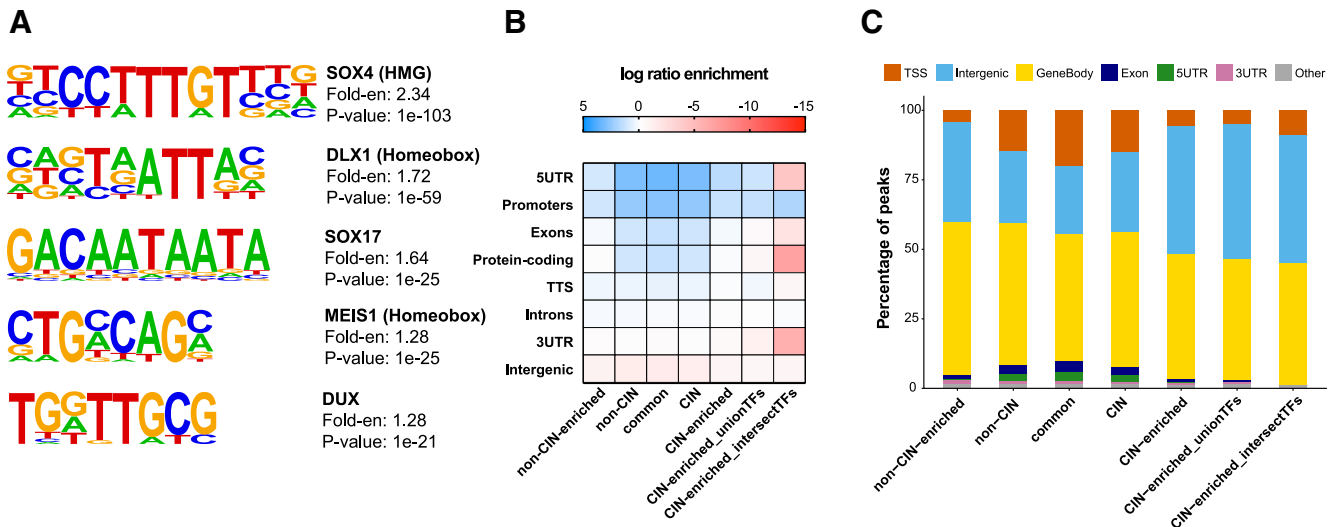 A
SOX4 (HMG)
Fold-en: 2.34
P-value: 1e-103
DLX1 (Homeobox)
Fold-en: 1.72
P-value: 1e-59
SOX17
Fold-en: 1.64
P-value: 1e-25
MEIS1 (Homeobox)
Fold-en: 1.28
P-value: 1e-25
DUX
Fold-en: 1.28
P-value: 1e-21
B
log ratio enrichment
5 0 -5 -10 -15
5UTR
Promoters
Exons
Protein-coding
TTS
Introns
3UTR
Intergenic
non-CIN-enriched
non-CIN
common
CIN
CIN-enriched
CIN-enriched_unionTFs
CIN-enriched_intersectTFs
C
TSS Intergenic GeneBody Exon 5UTR 3UTR Other
Percentage of peaks
100
75
50
25
0
non-CIN-enriched
non-CIN
common
CIN
CIN-enriched
CIN-enriched_unionTFs
CIN-enriched_intersectTFs